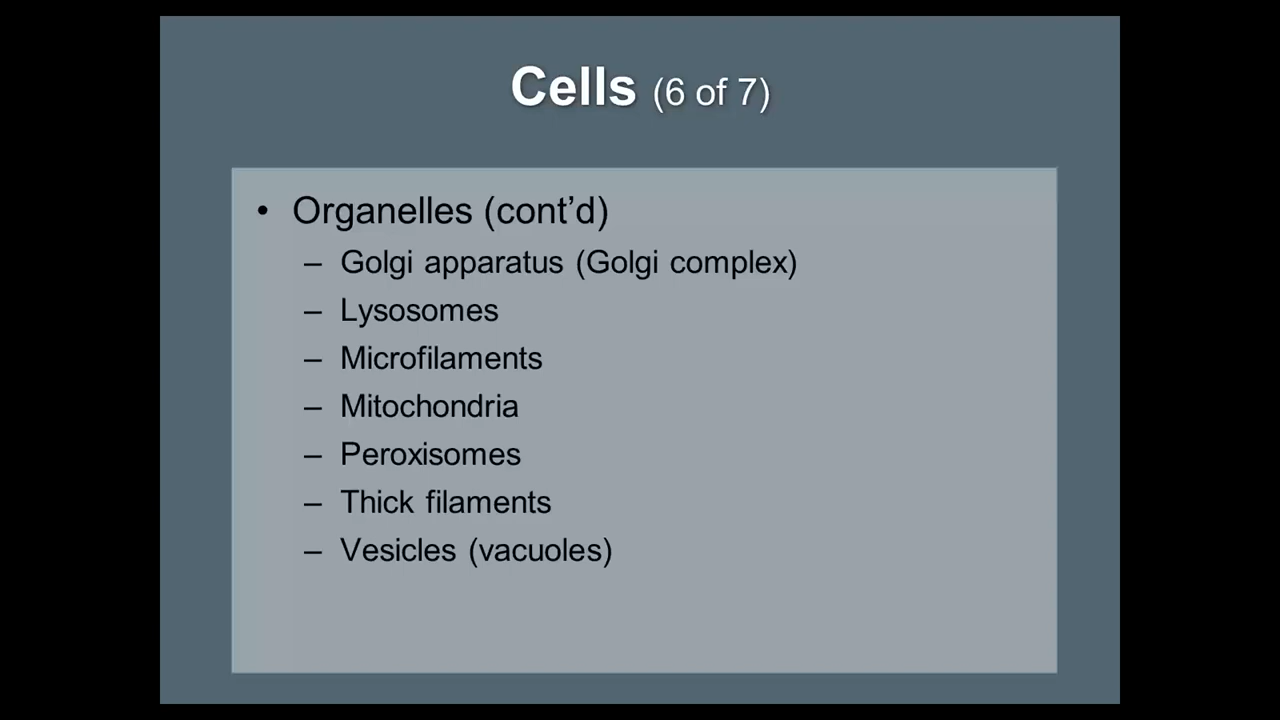 Cells (6 of 7)
• Organelles (cont’d)
– Golgi apparatus (Golgi complex)
– Lysosomes
– Microfilaments
– Mitochondria
– Peroxisomes
– Thick filaments
– Vesicles (vacuoles)